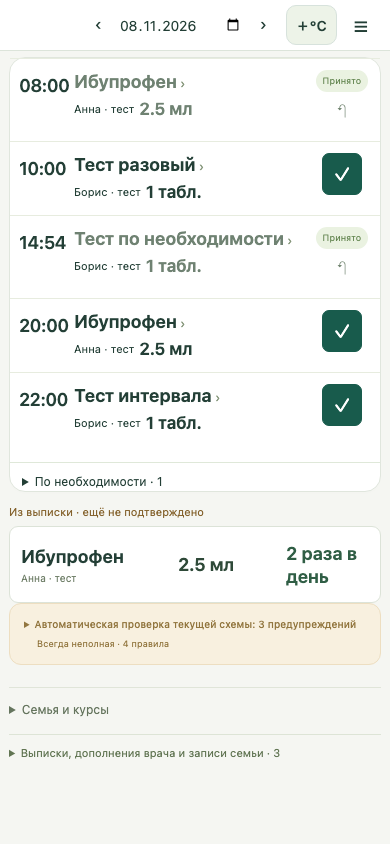 ‹ 08.11.2026 › +°C ≡
08:00 Ибупрофен › Принято
Анна · тест 2.5 мл
10:00 Тест разовый ›
Борис · тест 1 табл.
14:54 Тест по необходимости › Принято
Борис · тест 1 табл.
20:00 Ибупрофен ›
Анна · тест 2.5 мл
22:00 Тест интервала ›
Борис · тест 1 табл.
▶ По необходимости · 1
Из выписки · ещё не подтверждено
Ибупрофен 2.5 мл 2 раза в
Анна · тест день
▶ Автоматическая проверка текущей схемы: 3 предупреждений
Всегда неполная · 4 правила
▶ Семья и курсы
▶ Выписки, дополнения врача и записи семьи · 3